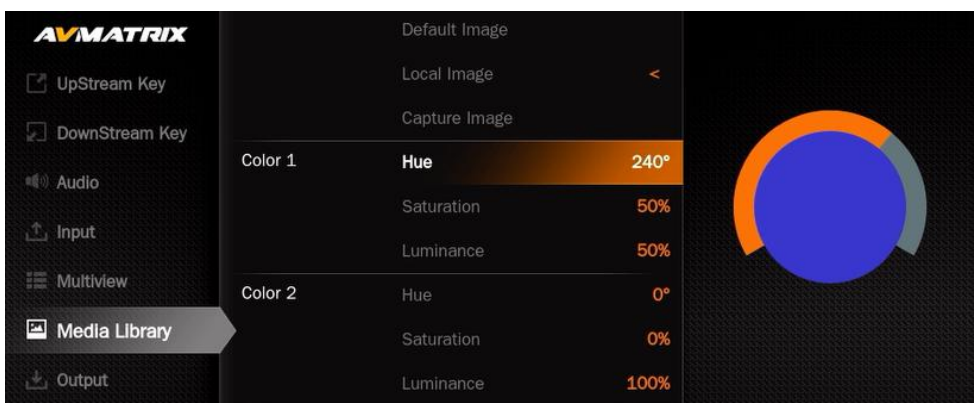 AVMATRIX
UpStream Key
DownStream Key
Audio
Input
Multiview
Media Library
Output
Default Image
Local Image <
Capture Image
Color 1 Hue 240°
Saturation 50%
Luminance 50%
Color 2 Hue 0°
Saturation 0%
Luminance 100%